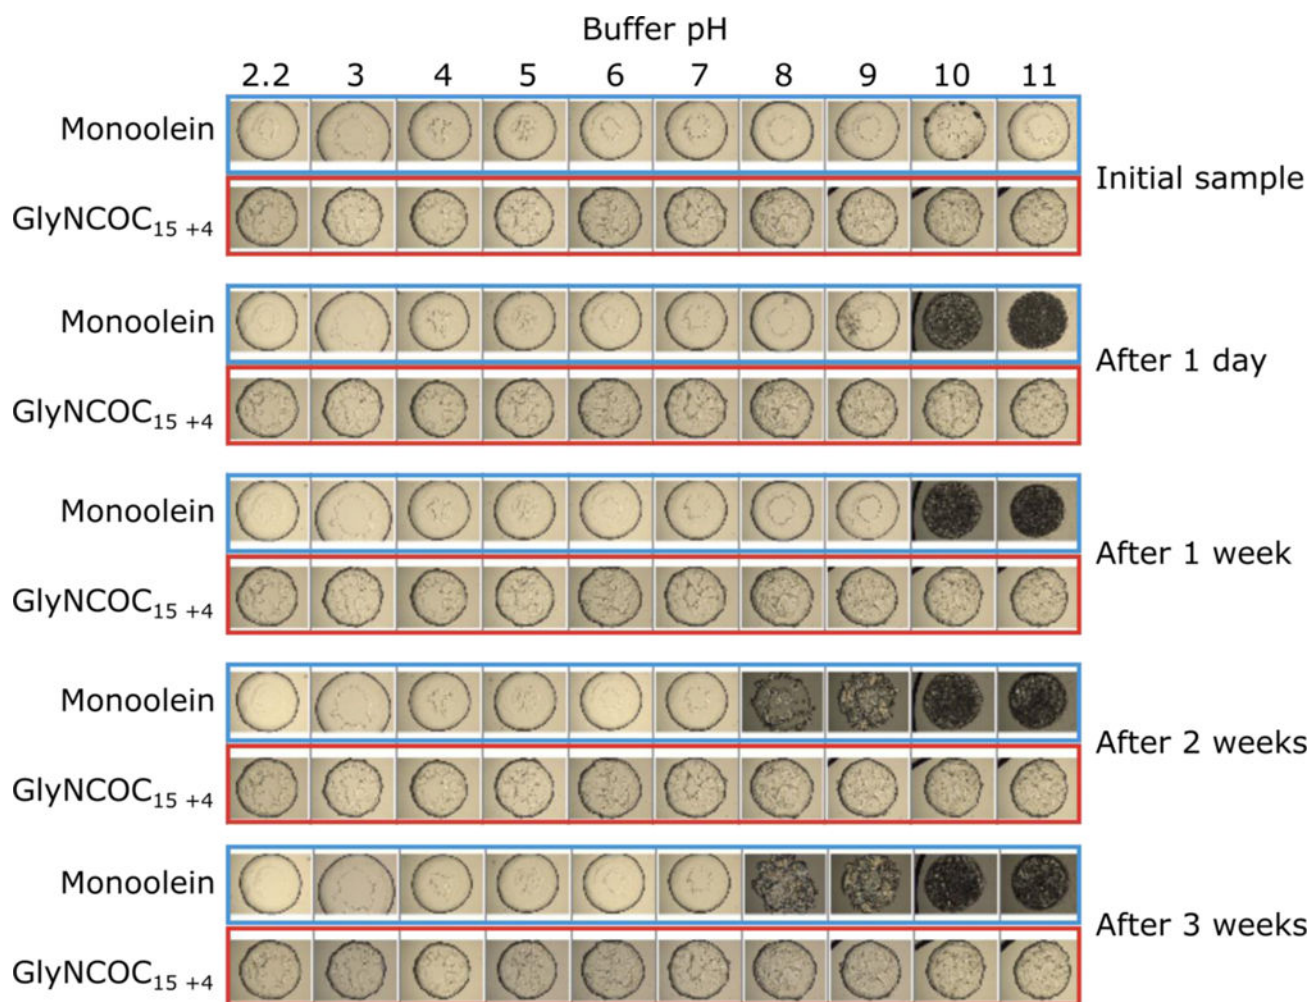 Buffer pH
2.2 3 4 5 6 7 8 9 10 11
Monoolein
GlyNCOC15 +4
Initial sample
Monoolein
GlyNCOC15 +4
After 1 day
Monoolein
GlyNCOC15 +4
After 1 week
Monoolein
GlyNCOC15 +4
After 2 weeks
Monoolein
GlyNCOC15 +4
After 3 weeks